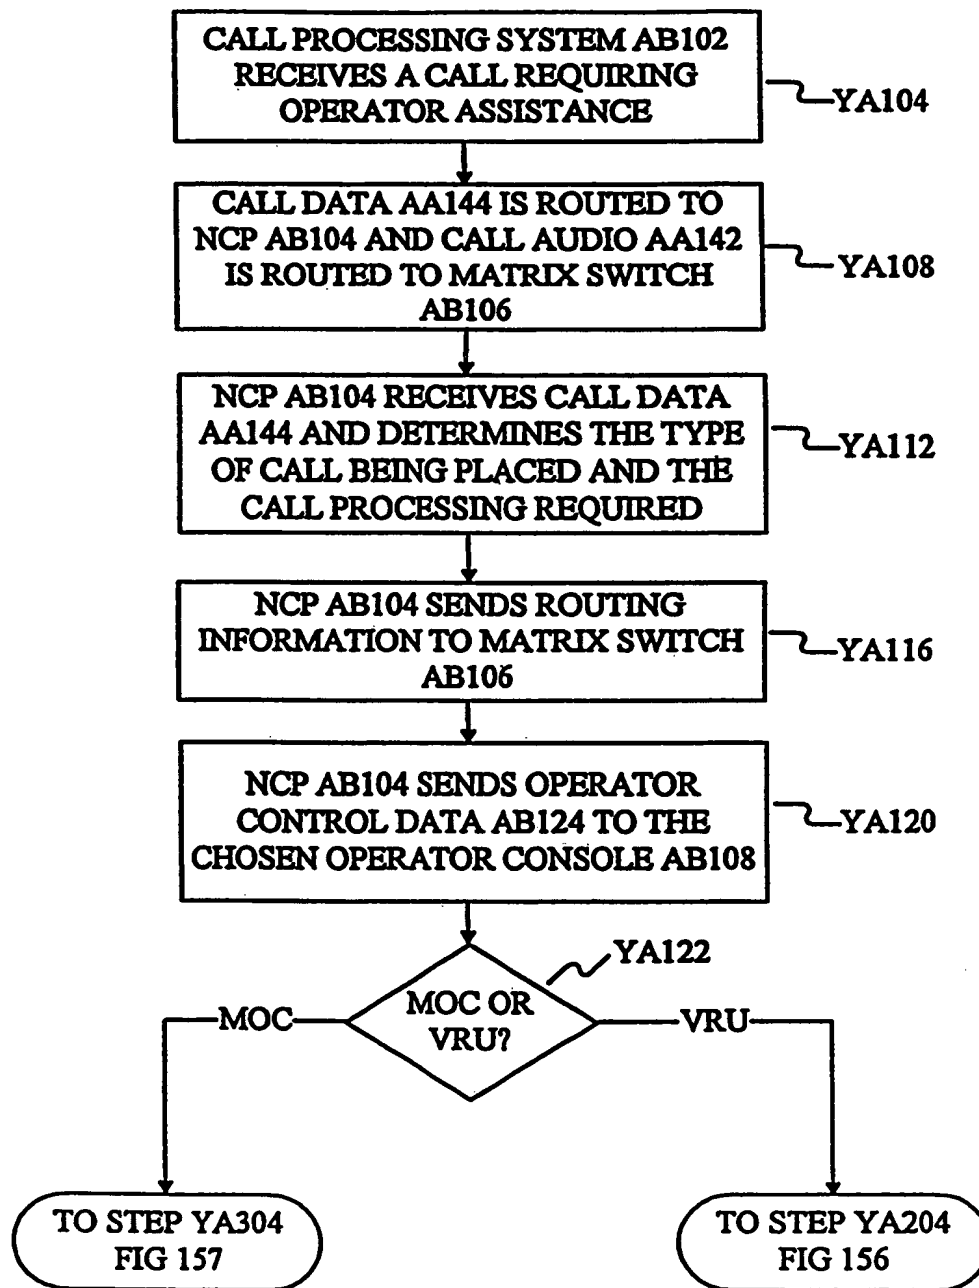 CALL PROCESSING SYSTEM AB102
RECEIVES A CALL REQUIRING
OPERATOR ASSISTANCE
YA104
CALL DATA AA144 IS ROUTED TO
NCP AB104 AND CALL AUDIO AA142
IS ROUTED TO MATRIX SWITCH
AB106
YA108
NCP AB104 RECEIVES CALL DATA
AA144 AND DETERMINES THE TYPE
OF CALL BEING PLACED AND THE
CALL PROCESSING REQUIRED
YA112
NCP AB104 SENDS ROUTING
INFORMATION TO MATRIX SWITCH
AB106
YA116
NCP AB104 SENDS OPERATOR
CONTROL DATA AB124 TO THE
CHOSEN OPERATOR CONSOLE AB108
YA120
YA122
MOC OR
VRU?
MOC
VRU
TO STEP YA304
FIG 157
TO STEP YA204
FIG 156